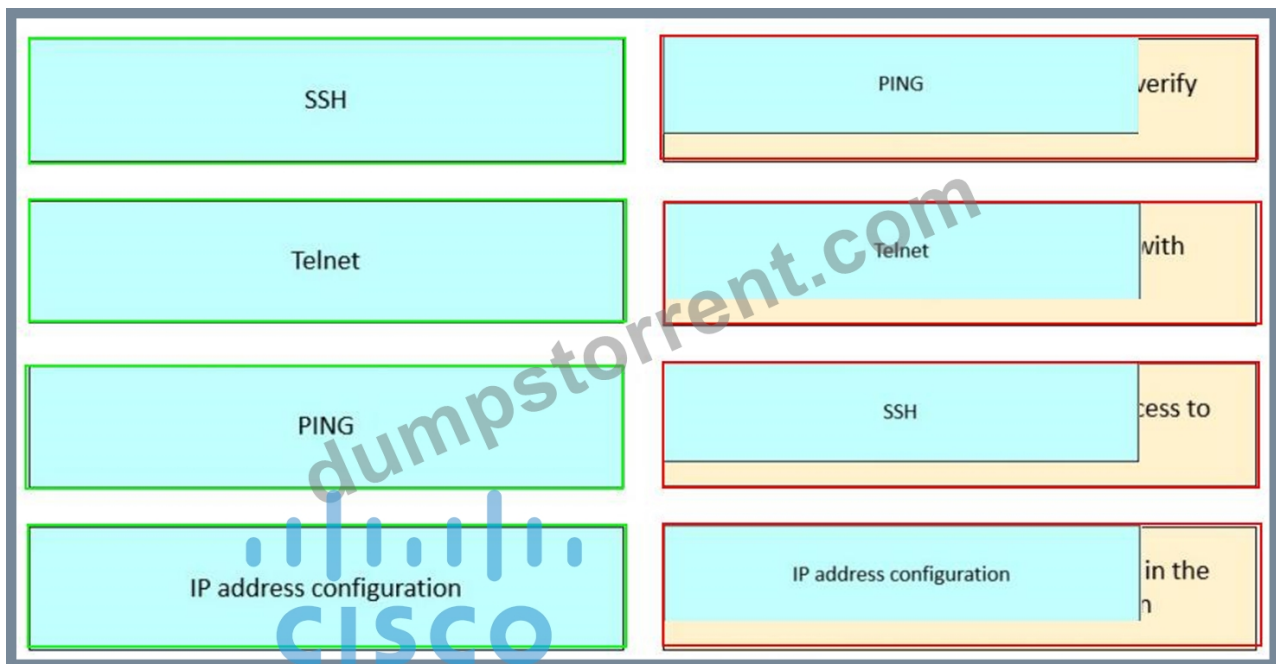 SSH
PING
verify
Telnet
Telnet
with
PING
SSH
to
IP address configuration
IP address configuration
in the
dumpstorrent.com
CISCO